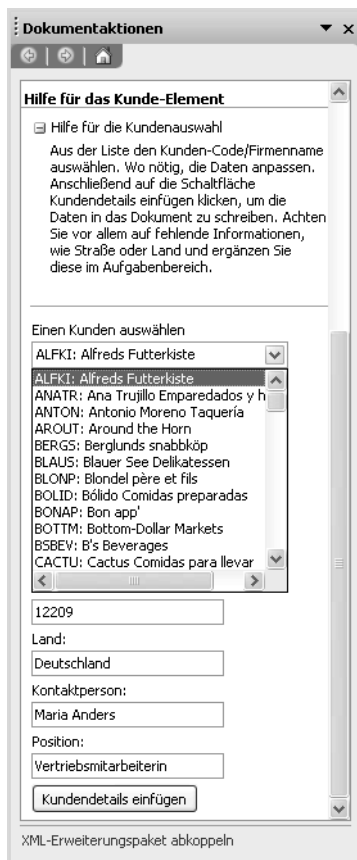 Dokumentaktionen
Hilfe für das Kunde-Element
Hilfe für die Kundenauswahl
Aus der Liste den Kunden-Code/Firmenname
auswählen. Wo nötig, die Daten anpassen.
Anschließend auf die Schaltfläche
Kundendetails einfügen klicken, um die
Daten in das Dokument zu schreiben. Achten
Sie vor allem auf fehlende Informationen,
wie Straße oder Land und ergänzen Sie
diese im Aufgabenbereich.
Einen Kunden auswählen
ALFKI: Alfreds Futterkiste
ALFKI: Alfreds Futterkiste
ANATR: Ana Trujillo Emparedados y h
ANTON: Antonio Moreno Taquería
AROUT: Around the Horn
BERGS: Berglunds snabbköp
BLAUS: Blauer See Delikatessen
BLONP: Blondel père et fils
BOLID: Bólido Comidas preparadas
BONAP: Bon app'
BOTTM: Bottom-Dollar Markets
BSBEV: B's Beverages
CACTU: Cactus Comidas para llevar
12209
Land:
Deutschland
Kontaktperson:
Maria Anders
Position:
Vertriebsmitarbeiterin
Kundendetails einfügen
XML-Erweiterungspaket abkoppeln